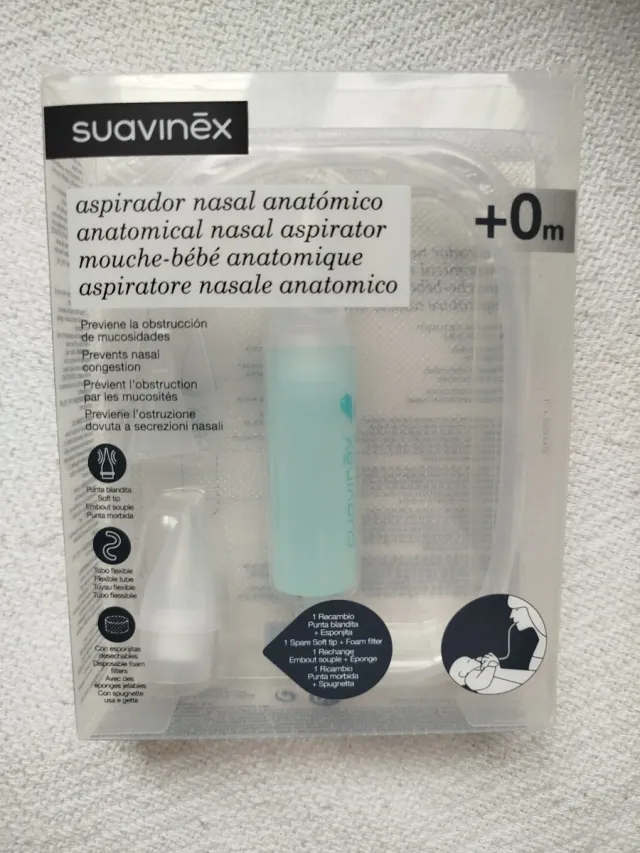 suavinēx
aspirador nasal anatómico
anatomical nasal aspirator
mouche-bébé anatomique
aspiratore nasale anatomico
+0m
Previene la obstrucción
de mucosidades
Prevents nasal
congestion
Prévient l'obstruction
par les mucosités
Previene l'ostruzione
dovuta a secrezioni nasali
Punta blandita
Soft tip
Embout souple
Punta morbida
Tubo flexible
Flexible tube
Tuyau flexible
Tubo flessibile
Con esponjitas
desechables
Disposable foam
filters
Avec des
éponges jetables
Con spugnette
usa e getta
suavinēx
1 Recambio
Punta blandita
+ Esponjita
1 Spare Soft tip + Foam filter
1 Rechange
Embout souple + Éponge
1 Ricambio
Punta morbida
+ Spugnetta